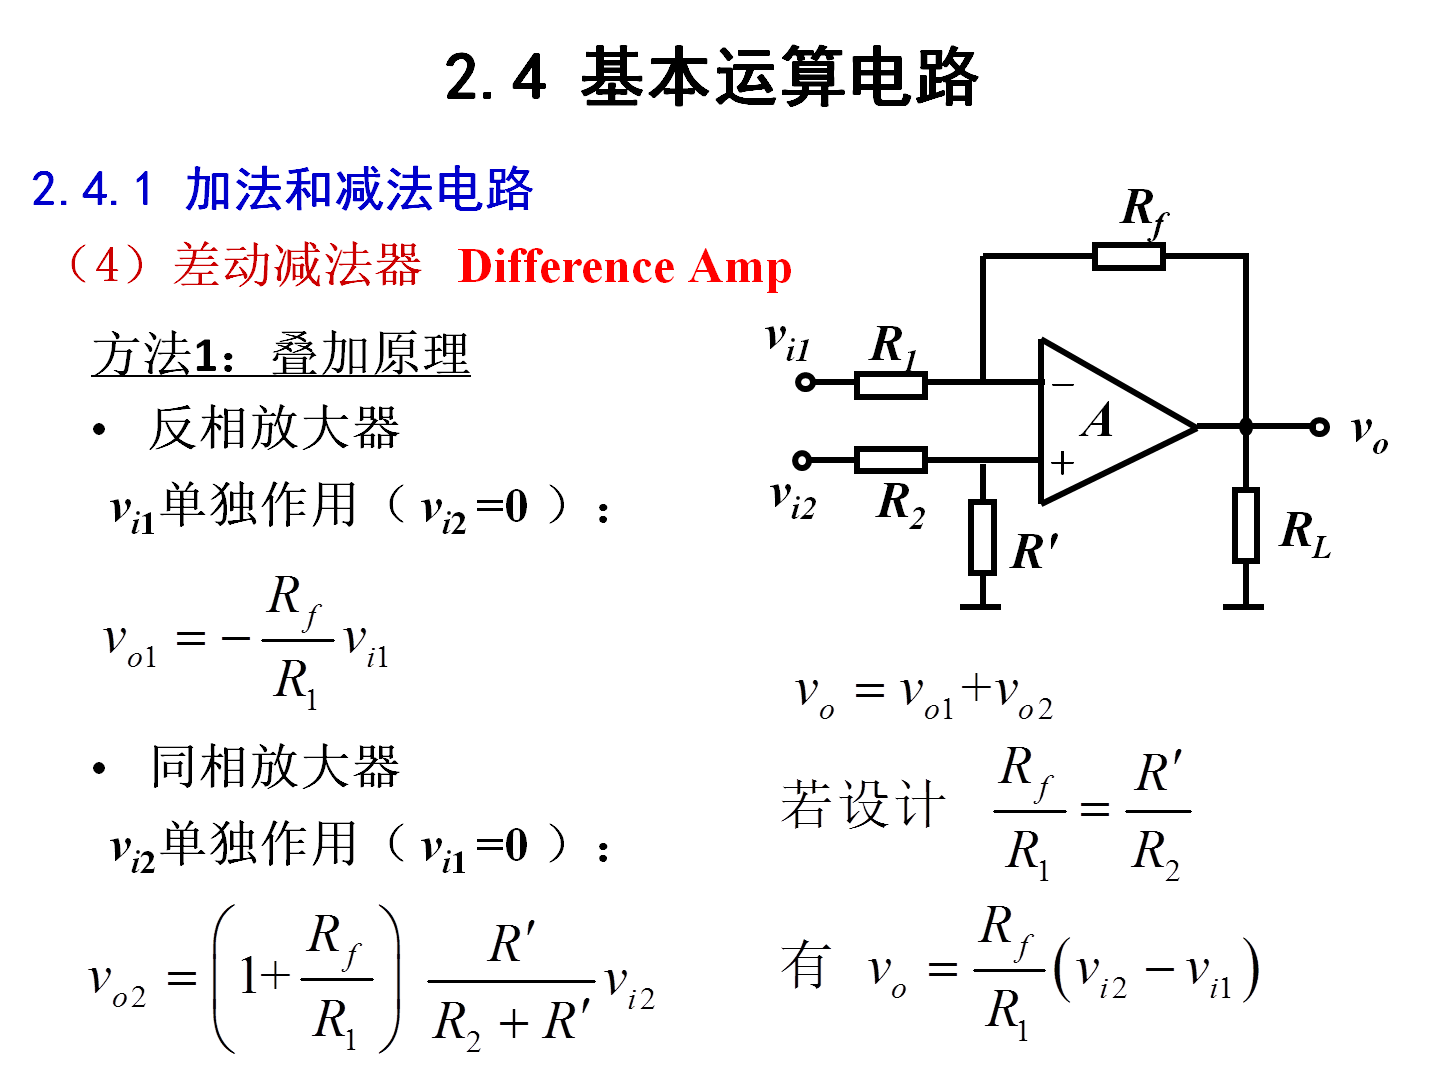 2.4 基本运算电路
2.4.1 加法和减法电路
（4）差动减法器 Difference Amp
方法1：叠加原理
• 反相放大器
vi1单独作用（ vi2 =0 ）：
vo1 = − Rf/R1 vi1
• 同相放大器
vi2单独作用（ vi1 =0 ）：
vo2 = (1+ Rf/R1) R′/(R2 + R′) vi2
Rf
vi1
R1
−
A
+
vo
vi2
R2
R′
RL
vo = vo1+vo2
若设计 Rf/R1 = R′/R2
有 vo = Rf/R1 (vi2 − vi1)